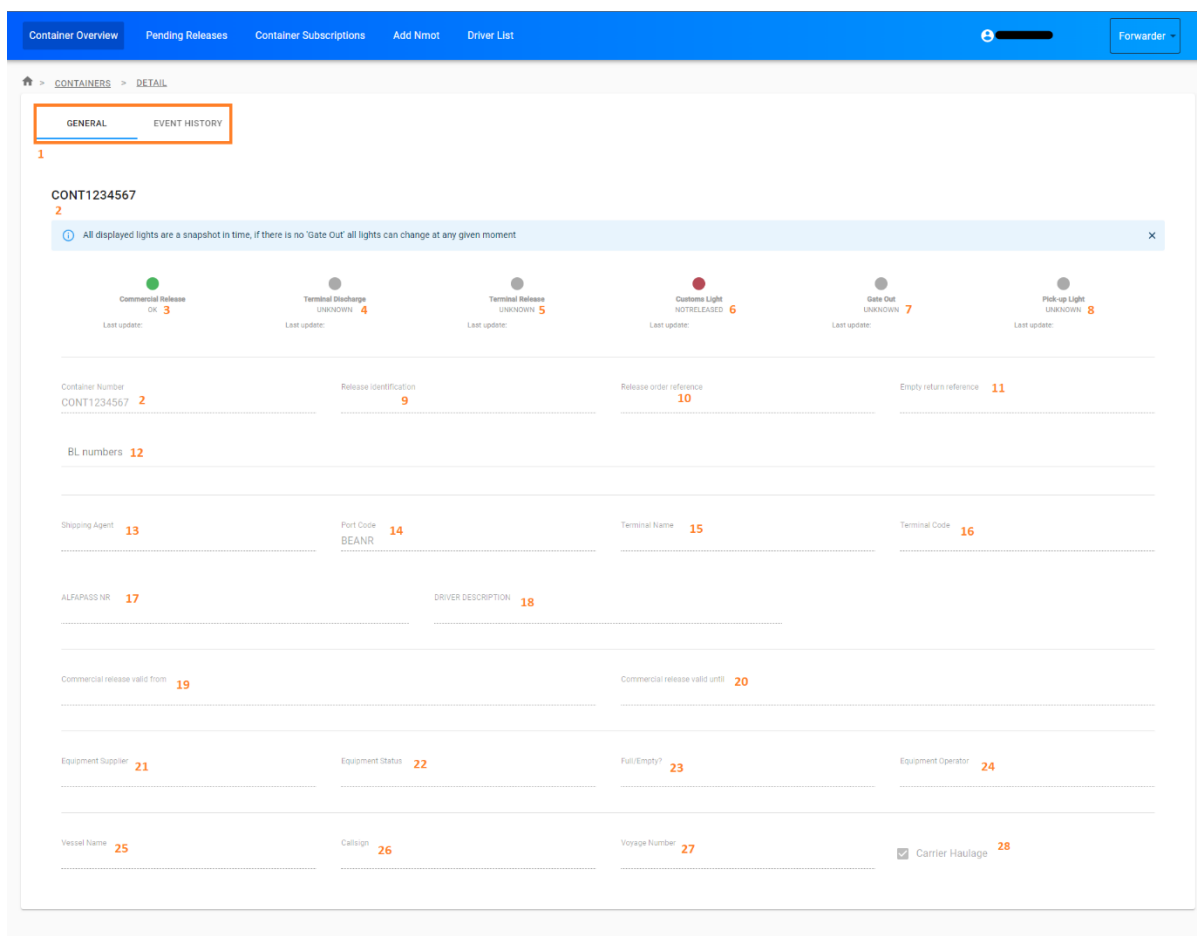 Container Overview Pending Releases Container Subscriptions Add Nmot Driver List Forwarder
> CONTAINERS > DETAIL
GENERAL EVENT HISTORY
1
CONT1234567
2
All displayed lights are a snapshot in time, if there is no 'Gate Out' all lights can change at any given moment ×
Commercial Release Terminal Discharge Terminal Release Customs Light Gate Out Pick-up Light
OK 3 UNKNOWN 4 UNKNOWN 5 NOTRELEASED 6 UNKNOWN 7 UNKNOWN 8
Last update: Last update: Last update: Last update: Last update: Last update:
Container Number Release identification Release order reference Empty return reference 11
CONT1234567 2 9 10
BL numbers 12
Shipping Agent 13 Port Code 14 Terminal Name 15 Terminal Code 16
BEANR
ALFAPASS NR 17 DRIVER DESCRIPTION 18
Commercial release valid from 19 Commercial release valid until 20
Equipment Supplier 21 Equipment Status 22 Full/Empty? 23 Equipment Operator 24
Vessel Name 25 Callsign 26 Voyage Number 27 Carrier Haulage 28